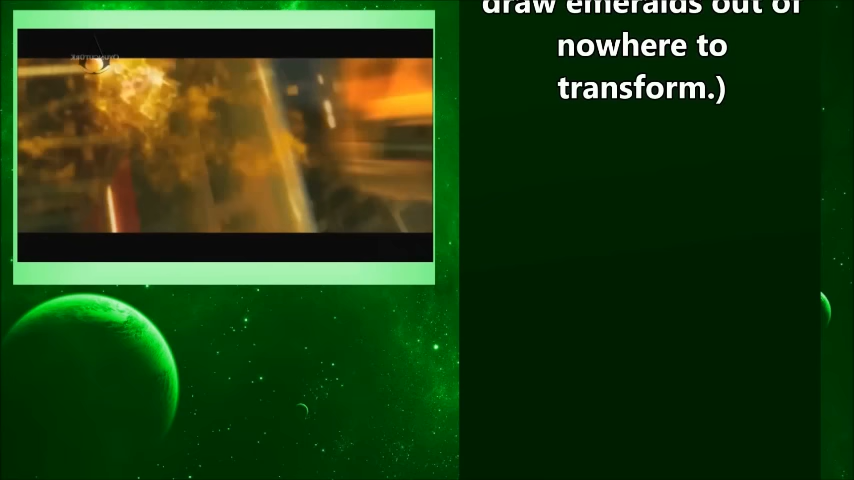 draw emeralds out of
nowhere to
transform.)